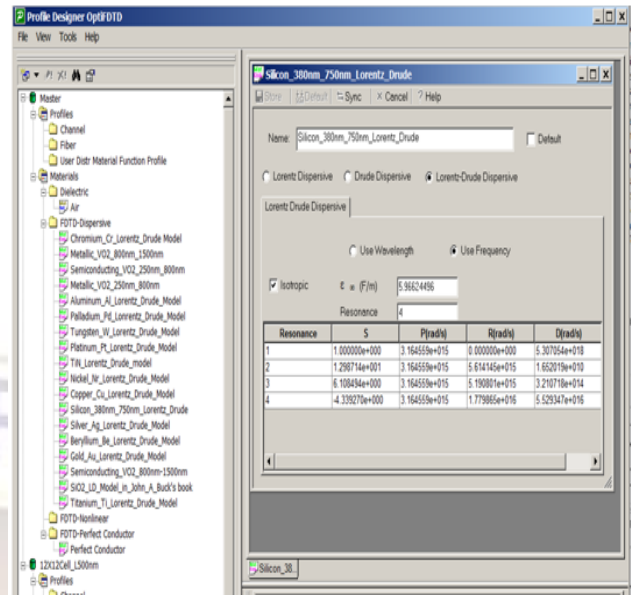 Profile Designer OptiFDTD
File View Tools Help
Master
Profiles
Channel
Fiber
User Distr Material Function Profile
Materials
Dielectric
Air
FDTD-Dispersive
Chromium_Cr_Lorentz_Drude Model
Metallic_VO2_800nm_1500nm
Semiconducting_VO2_250nm_800nm
Metallic_VO2_250nm_800nm
Aluminum_Al_Lorentz_Drude_Model
Palladium_Pd_Lonrentz_Drude_Model
Tungsten_W_Lorentz_Drude_Model
Platinum_Pt_Lorentz_Drude_Model
TiN_Lorentz_Drude_model
Nickel_Nr_Lorentz_Drude_Model
Copper_Cu_Lorentz_Drude_Model
Silicon_380nm_750nm_Lorentz_Drude
Silver_Ag_Lorentz_Drude_Model
Beryllium_Be_Lorentz_Drude_Model
Gold_Au_Lorentz_Drude_Model
Semiconducting_VO2_800nm-1500nm
SiO2_LD_Model_in_John_A_Buck's book
Titanium_Ti_Lorentz_Drude_Model
FDTD-Nonlinear
FDTD-Perfect Conductor
Perfect Conductor
12X12Cell_L500nm
Profiles
Channel
Silicon_380nm_750nm_Lorentz_Drude
Store Default Sync Cancel ? Help
Name: Silicon_380nm_750nm_Lorentz_Drude Default
Lorentz Dispersive Drude Dispersive Lorentz-Drude Dispersive
Lorentz Drude Dispersive
Use Wavelength Use Frequency
Isotropic ε ∞ (F/m) 5.96624496
Resonance 4
Resonance S P(rad/s) R(rad/s) D(rad/s)
1 1.000000e+000 3.164559e+015 0.000000e+000 5.307054e+018
2 1.298714e+001 3.164559e+015 5.614145e+015 1.652019e+010
3 6.108494e+000 3.164559e+015 5.190801e+015 3.210718e+014
4 -4.339270e+000 3.164559e+015 1.779865e+016 5.529347e+016
Silicon_38...